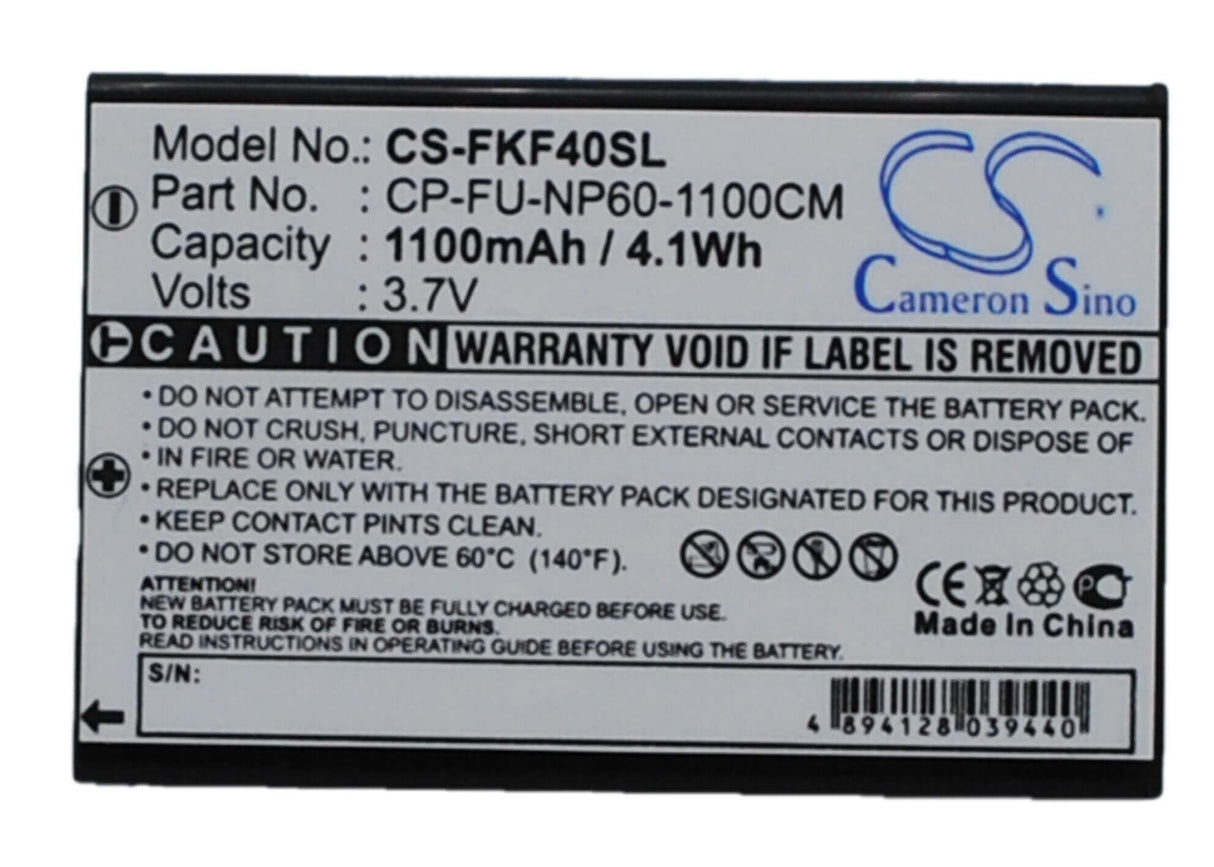 Model No.: CS-FKF40SL
Part No. : CP-FU-NP60-1100CM
Capacity : 1100mAh / 4.1Wh
Volts : 3.7V
CS
Cameron Sino
T CAUTION WARRANTY VOID IF LABEL IS REMOVED
• DO NOT ATTEMPT TO DISASSEMBLE, OPEN OR SERVICE THE BATTERY PACK.
• DO NOT CRUSH, PUNCTURE, SHORT EXTERNAL CONTACTS OR DISPOSE OF
• IN FIRE OR WATER.
• REPLACE ONLY WITH THE BATTERY PACK DESIGNATED FOR THIS PRODUCT.
• KEEP CONTACT PINTS CLEAN.
• DO NOT STORE ABOVE 60°C (140°F).
ATTENTION!
NEW BATTERY PACK MUST BE FULLY CHARGED BEFORE USE.
TO REDUCE RISK OF FIRE OR BURNS.
READ INSTRUCTIONS IN OPERATING GUIDE BEFORE USING THE BATTERY.
CE
Made In China
S/N:
4 894128 039440